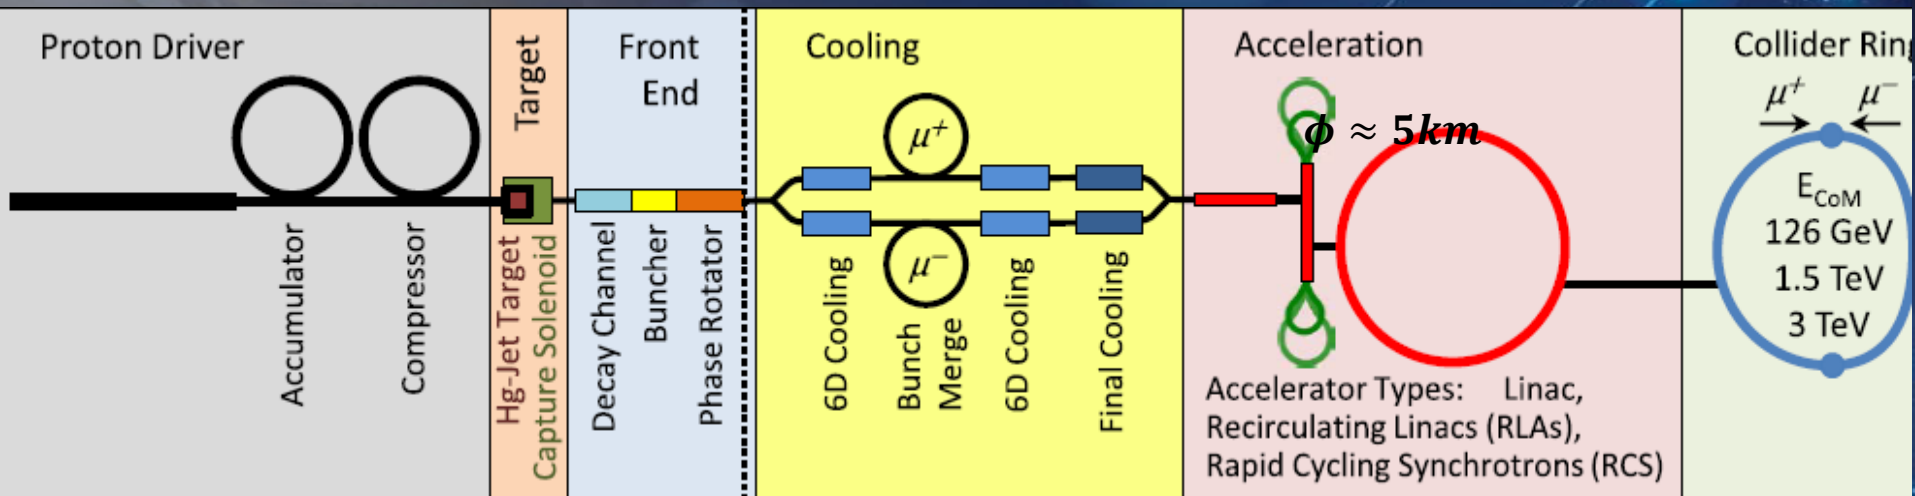 Proton Driver
Accumulator
Compressor
Target
Hg-Jet Target
Capture Solenoid
Front
End
Decay Channel
Buncher
Phase Rotator
Cooling
μ⁺
μ⁻
6D Cooling
Bunch
Merge
6D Cooling
Final Cooling
Acceleration
ϕ ≈ 5km
Accelerator Types: Linac,
Recirculating Linacs (RLAs),
Rapid Cycling Synchrotrons (RCS)
Collider Ring
μ⁺ μ⁻
E_CoM
126 GeV
1.5 TeV
3 TeV